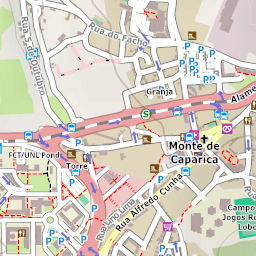 Rua do Facho
Rua 5 de Outubro
Granja
Alame
S
Monte de
Caparica
FCT/UNL Pond
Torre
Rua Alfredo Cunha
Campo
Jogos Ro
Lobo
P